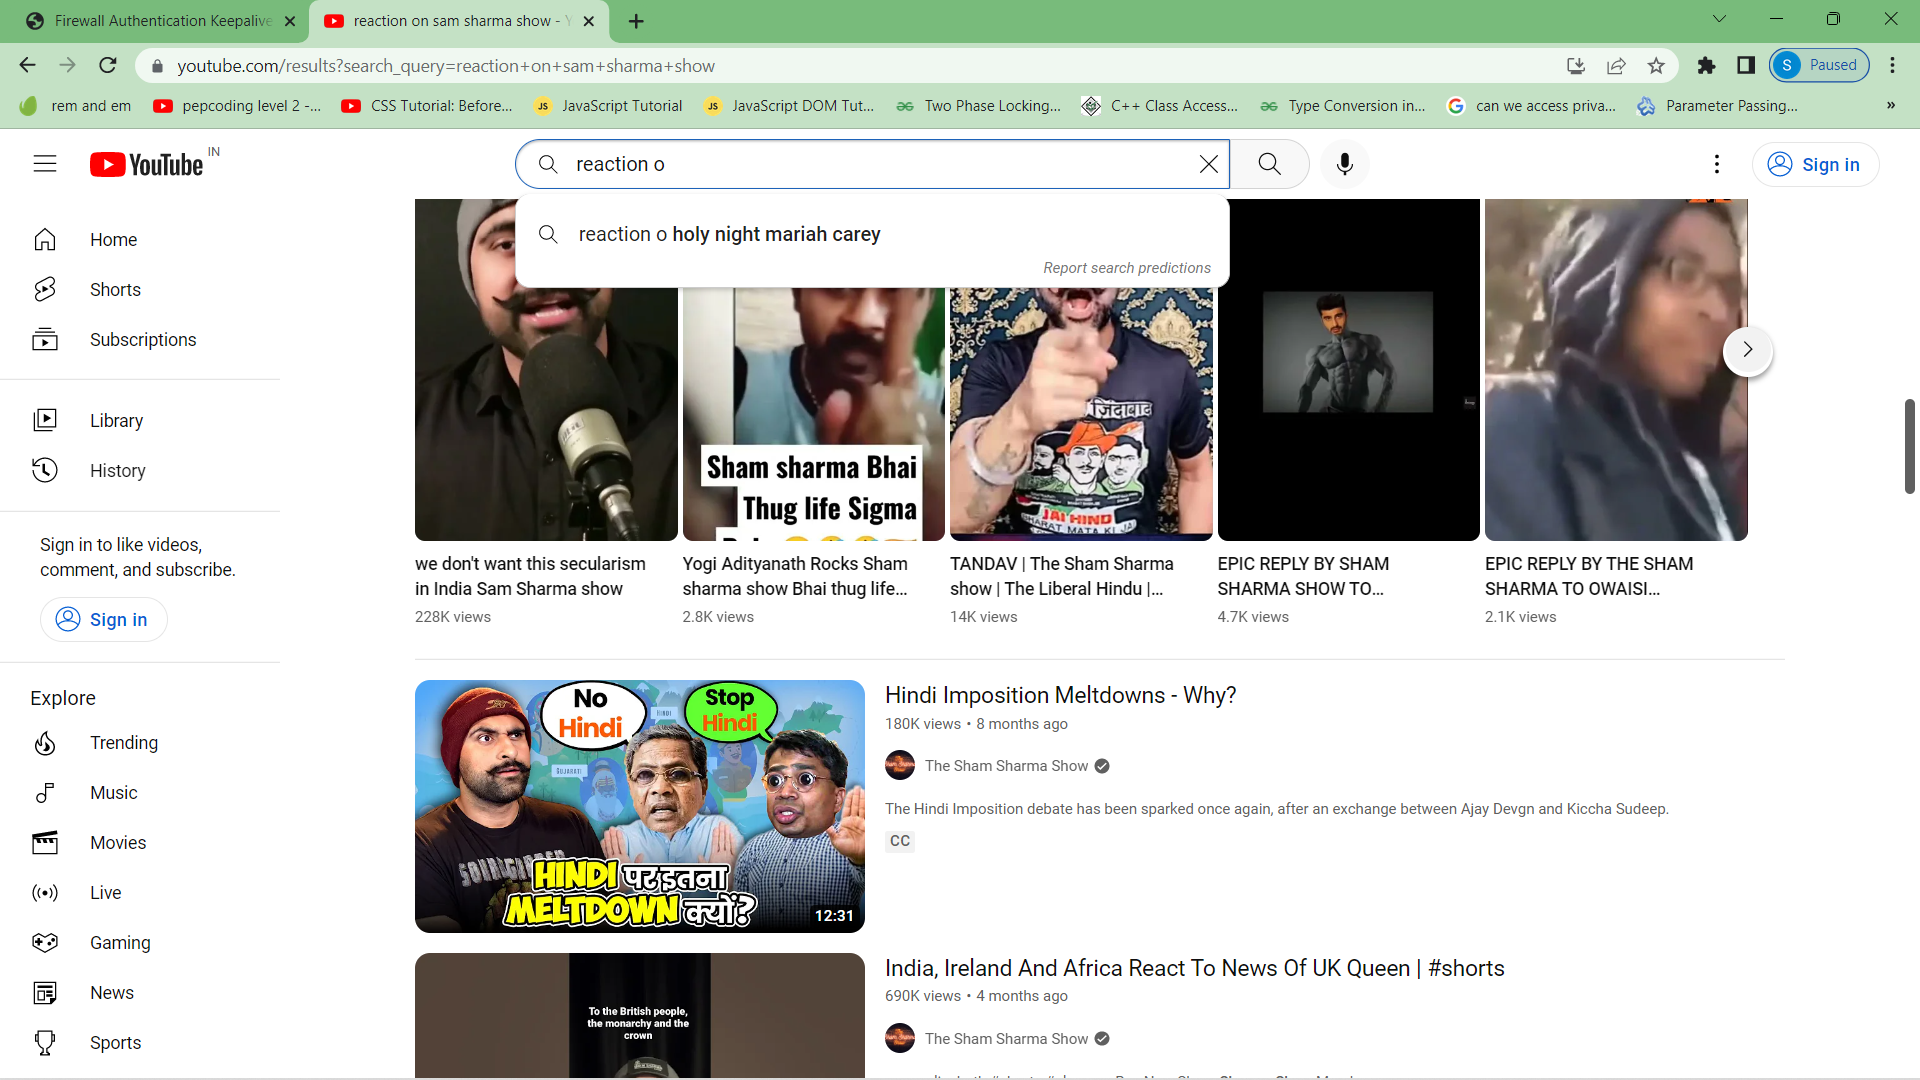 Firewall Authentication Keepalive
reaction on sam sharma show - Y
youtube.com/results?search_query=reaction+on+sam+sharma+show
S Paused
rem and em
pepcoding level 2 -...
CSS Tutorial: Before...
JS JavaScript Tutorial
JS JavaScript DOM Tut...
Two Phase Locking...
C++ Class Access...
Type Conversion in...
can we access priva...
Parameter Passing...
»
YouTube IN
reaction o
Sign in
reaction o holy night mariah carey
Report search predictions
Home
Shorts
Subscriptions
Library
History
Sign in to like videos,
comment, and subscribe.
Sign in
Explore
Trending
Music
Movies
Live
Gaming
News
Sports
Sham sharma Bhai
Thug life Sigma
ज़िंदाबाद
JAI HIND
BHARAT MATA KI JAI
we don't want this secularism
in India Sam Sharma show
228K views
Yogi Adityanath Rocks Sham
sharma show Bhai thug life...
2.8K views
TANDAV | The Sham Sharma
show | The Liberal Hindu |...
14K views
EPIC REPLY BY SHAM
SHARMA SHOW TO...
4.7K views
EPIC REPLY BY THE SHAM
SHARMA TO OWAISI...
2.1K views
No
Hindi
HINDI
Stop
Hindi
GUJARATI
HINDI पर इतना
MELTDOWN क्यों?
12:31
Hindi Imposition Meltdowns - Why?
180K views • 8 months ago
The Sham Sharma Show
The Hindi Imposition debate has been sparked once again, after an exchange between Ajay Devgn and Kiccha Sudeep.
CC
To the British people,
the monarchy and the
crown
India, Ireland And Africa React To News Of UK Queen | #shorts
690K views • 4 months ago
The Sham Sharma Show